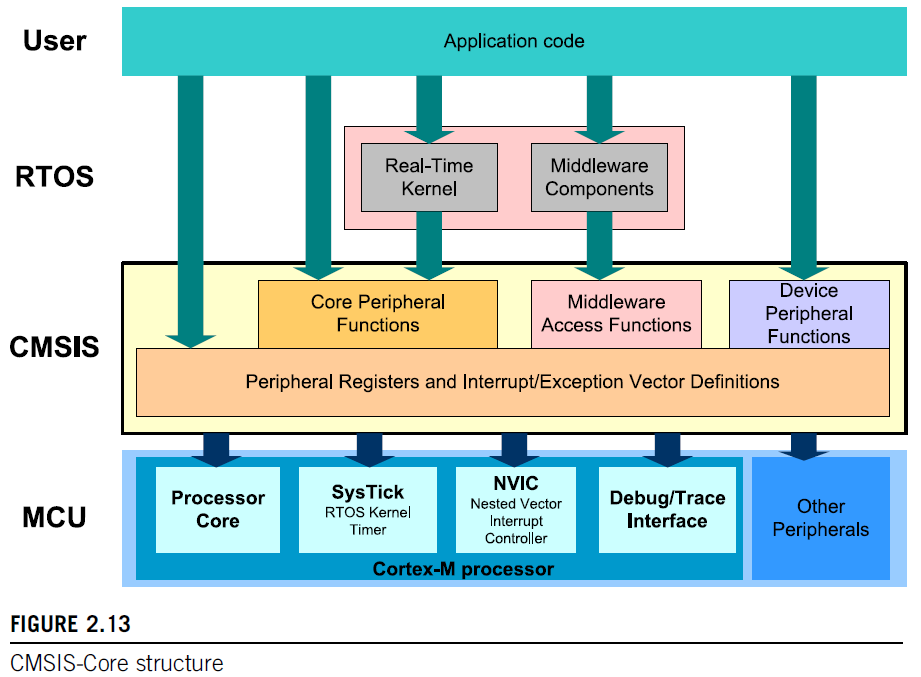 User
Application code
RTOS
Real-Time
Kernel
Middleware
Components
CMSIS
Core Peripheral
Functions
Middleware
Access Functions
Device
Peripheral
Functions
Peripheral Registers and Interrupt/Exception Vector Definitions
MCU
Processor
Core
SysTick
RTOS Kernel
Timer
NVIC
Nested Vector
Interrupt
Controller
Debug/Trace
Interface
Other
Peripherals
Cortex-M processor
FIGURE 2.13
CMSIS-Core structure